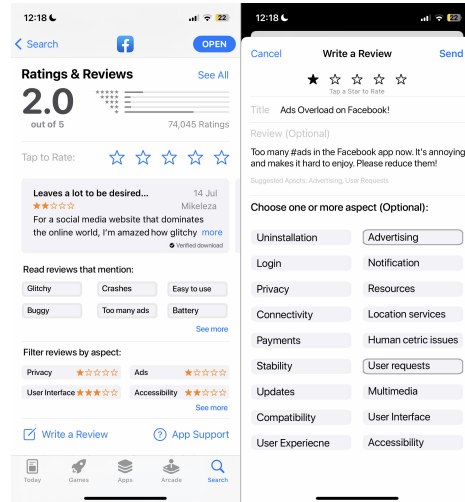 12:18
22
Search
OPEN
Ratings & Reviews
See All
2.0
out of 5
74,045 Ratings
Tap to Rate:
Leaves a lot to be desired...
14 Jul
Mikeleza
For a social media website that dominates
the online world, I'm amazed how glitchy more
Verified download
Read reviews that mention:
Glitchy
Crashes
Easy to use
Buggy
Too many ads
Battery
See more
Filter reviews by aspect:
Privacy
Ads
User Interface
Accessibility
See more
Write a Review
App Support
Today
Games
Apps
Arcade
Search
12:18
22
Cancel
Write a Review
Send
Tap a Star to Rate
Title Ads Overload on Facebook!
Review (Optional)
Too many #ads in the Facebook app now. It's annoying
and makes it hard to enjoy. Please reduce them!
Suggested Apects: Advertising, User Requests
Choose one or more aspect (Optional):
Uninstallation
Advertising
Login
Notification
Privacy
Resources
Connectivity
Location services
Payments
Human cetric issues
Stability
User requests
Updates
Multimedia
Compatibility
User Interface
User Experiecne
Accessibility